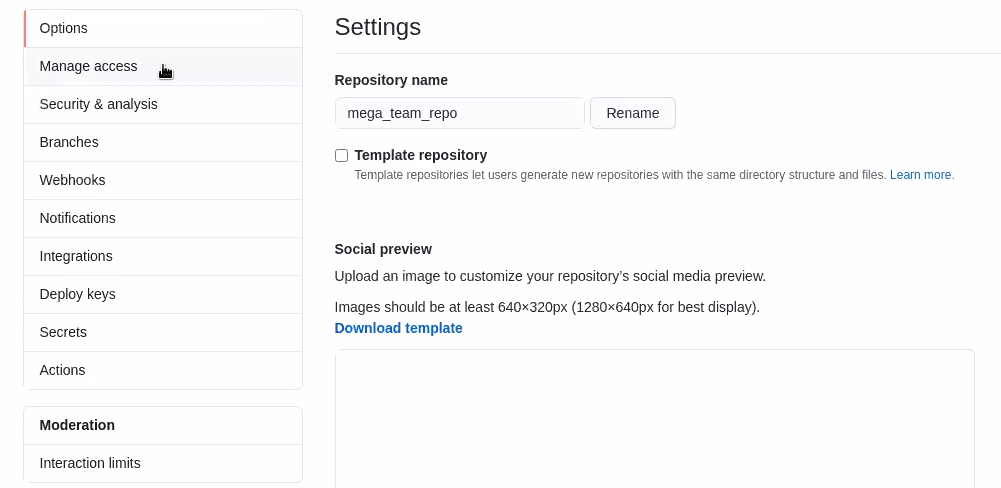 Options
Manage access
Security & analysis
Branches
Webhooks
Notifications
Integrations
Deploy keys
Secrets
Actions
Moderation
Interaction limits
Settings
Repository name
mega_team_repo
Rename
Template repository
Template repositories let users generate new repositories with the same directory structure and files. Learn more.
Social preview
Upload an image to customize your repository’s social media preview.
Images should be at least 640×320px (1280×640px for best display).
Download template